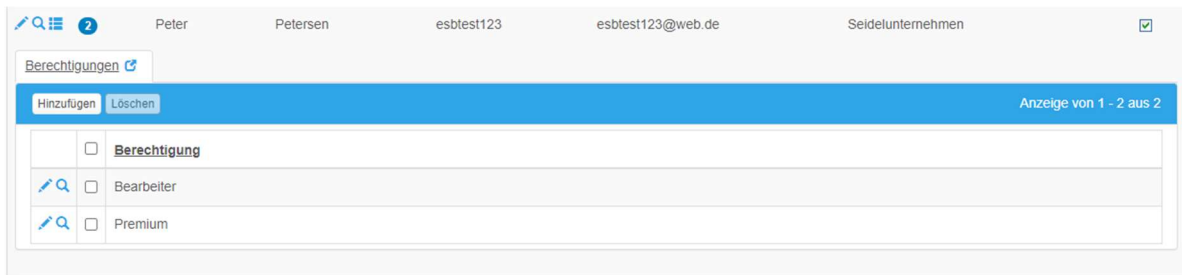 2 Peter Petersen esbtest123 esbtest123@web.de Seidelunternehmen
Berechtigungen
Hinzufügen Löschen Anzeige von 1 - 2 aus 2
Berechtigung
Bearbeiter
Premium